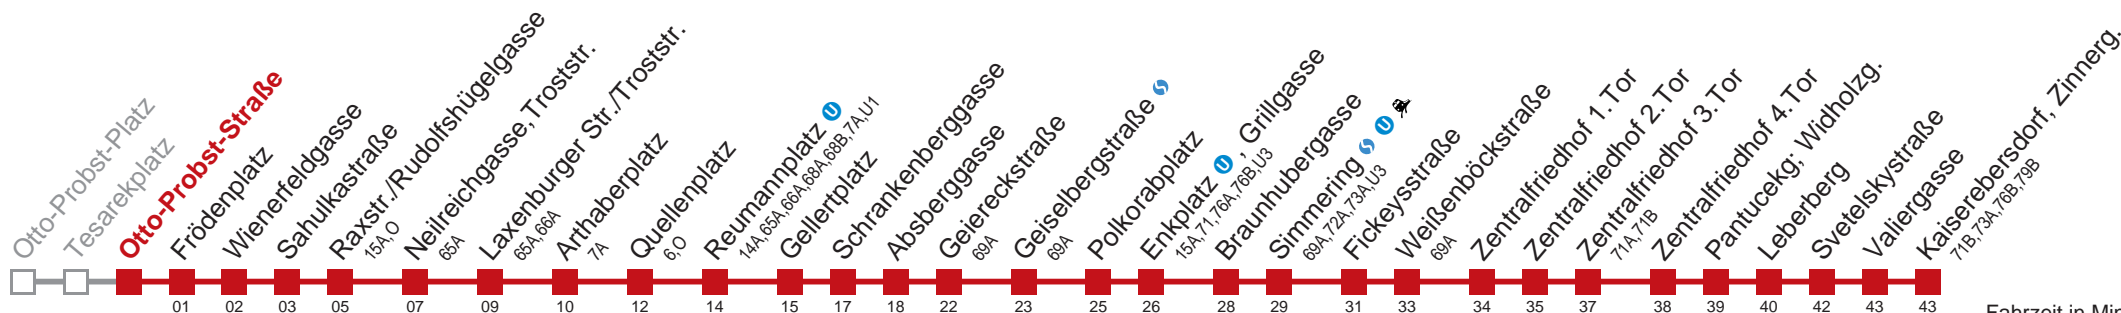 Otto-Probst-Platz
Tesarekplatz
Otto-Probst-Straße
Frödenplatz
01
Wienerfeldgasse
02
Sahulkastraße
03
Raxstr./Rudolfshügelgasse
15A,O
05
Neilreichgasse, Troststr.
65A
07
Laxenburger Str./Troststr.
65A,66A
09
Arthaberplatz
7A
10
Quellenplatz
6,O
12
Reumannplatz U
14A,65A,66A,68A,68B,7A,U1
14
Gellertplatz
15
Schrankenberggasse
17
Absberggasse
18
Geiereckstraße
69A
22
Geiselbergstraße S
69A
23
Polkorabplatz
25
Enkplatz U , Grillgasse
15A,71,76A,76B,U3
26
Braunhubergasse
28
Simmering S U
69A,72A,73A,U3
29
Fickeysstraße
31
Weißenböckstraße
69A
33
Zentralfriedhof 1.Tor
34
Zentralfriedhof 2.Tor
35
Zentralfriedhof 3.Tor
71A,71B
37
Zentralfriedhof 4.Tor
38
Pantucekg; Widholzg.
39
Leberberg
40
Svetelskystraße
42
Valiergasse
43
Kaiserebersdorf, Zinnerg.
71B,73A,76B,79B
43
Fahrzeit in Min